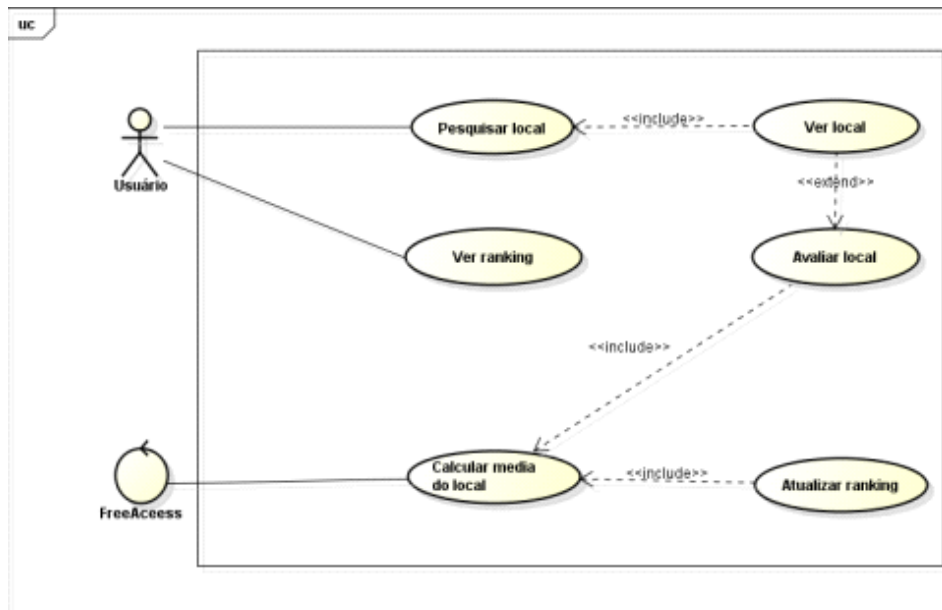 uc
Pesquisar local
<<include>>
Ver local
Usuário
<<extend>>
Ver ranking
Avaliar local
<<include>>
Calcular media
do local
<<include>>
Atualizar ranking
FreeAceess